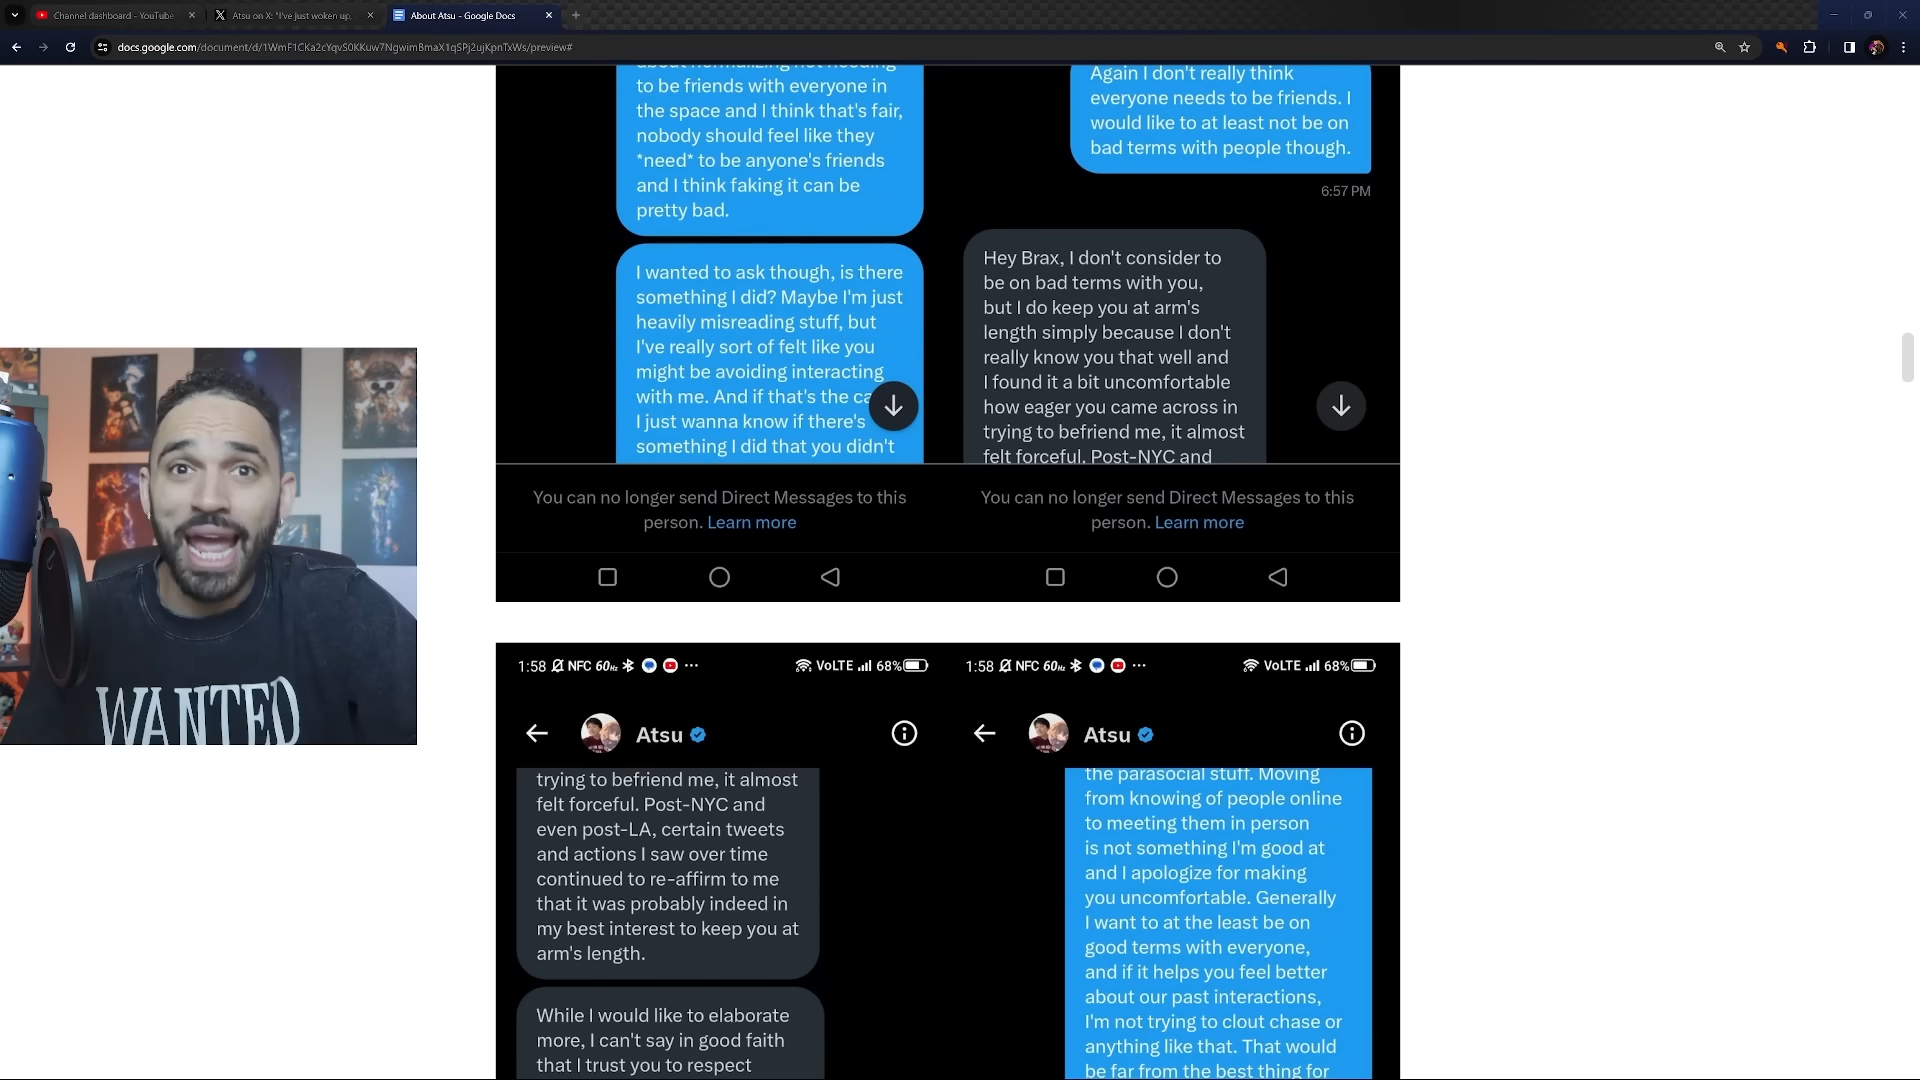 Channel dashboard - YouTube
Atsu on X: "I've just woken up,
About Atsu - Google Docs
docs.google.com/document/d/1WmF1CKa2cYqvS0KKuw7NgwimBmaX1qSPj2ujKpnTxWs/preview#
about normalizing not needing
to be friends with everyone in
the space and I think that's fair,
nobody should feel like they
*need* to be anyone's friends
and I think faking it can be
pretty bad.
I wanted to ask though, is there
something I did? Maybe I'm just
heavily misreading stuff, but
I've really sort of felt like you
might be avoiding interacting
with me. And if that's the ca
I just wanna know if there's
something I did that you didn't
You can no longer send Direct Messages to this
person. Learn more
Again I don't really think
everyone needs to be friends. I
would like to at least not be on
bad terms with people though.
6:57 PM
Hey Brax, I don't consider to
be on bad terms with you,
but I do keep you at arm's
length simply because I don't
really know you that well and
I found it a bit uncomfortable
how eager you came across in
trying to befriend me, it almost
felt forceful. Post-NYC and
You can no longer send Direct Messages to this
person. Learn more
WANTED
1:58 NFC 60Hz VoLTE 68%
Atsu
trying to befriend me, it almost
felt forceful. Post-NYC and
even post-LA, certain tweets
and actions I saw over time
continued to re-affirm to me
that it was probably indeed in
my best interest to keep you at
arm's length.
While I would like to elaborate
more, I can't say in good faith
that I trust you to respect
1:58 NFC 60Hz VoLTE 68%
Atsu
the parasocial stuff. Moving
from knowing of people online
to meeting them in person
is not something I'm good at
and I apologize for making
you uncomfortable. Generally
I want to at the least be on
good terms with everyone,
and if it helps you feel better
about our past interactions,
I'm not trying to clout chase or
anything like that. That would
be far from the best thing for